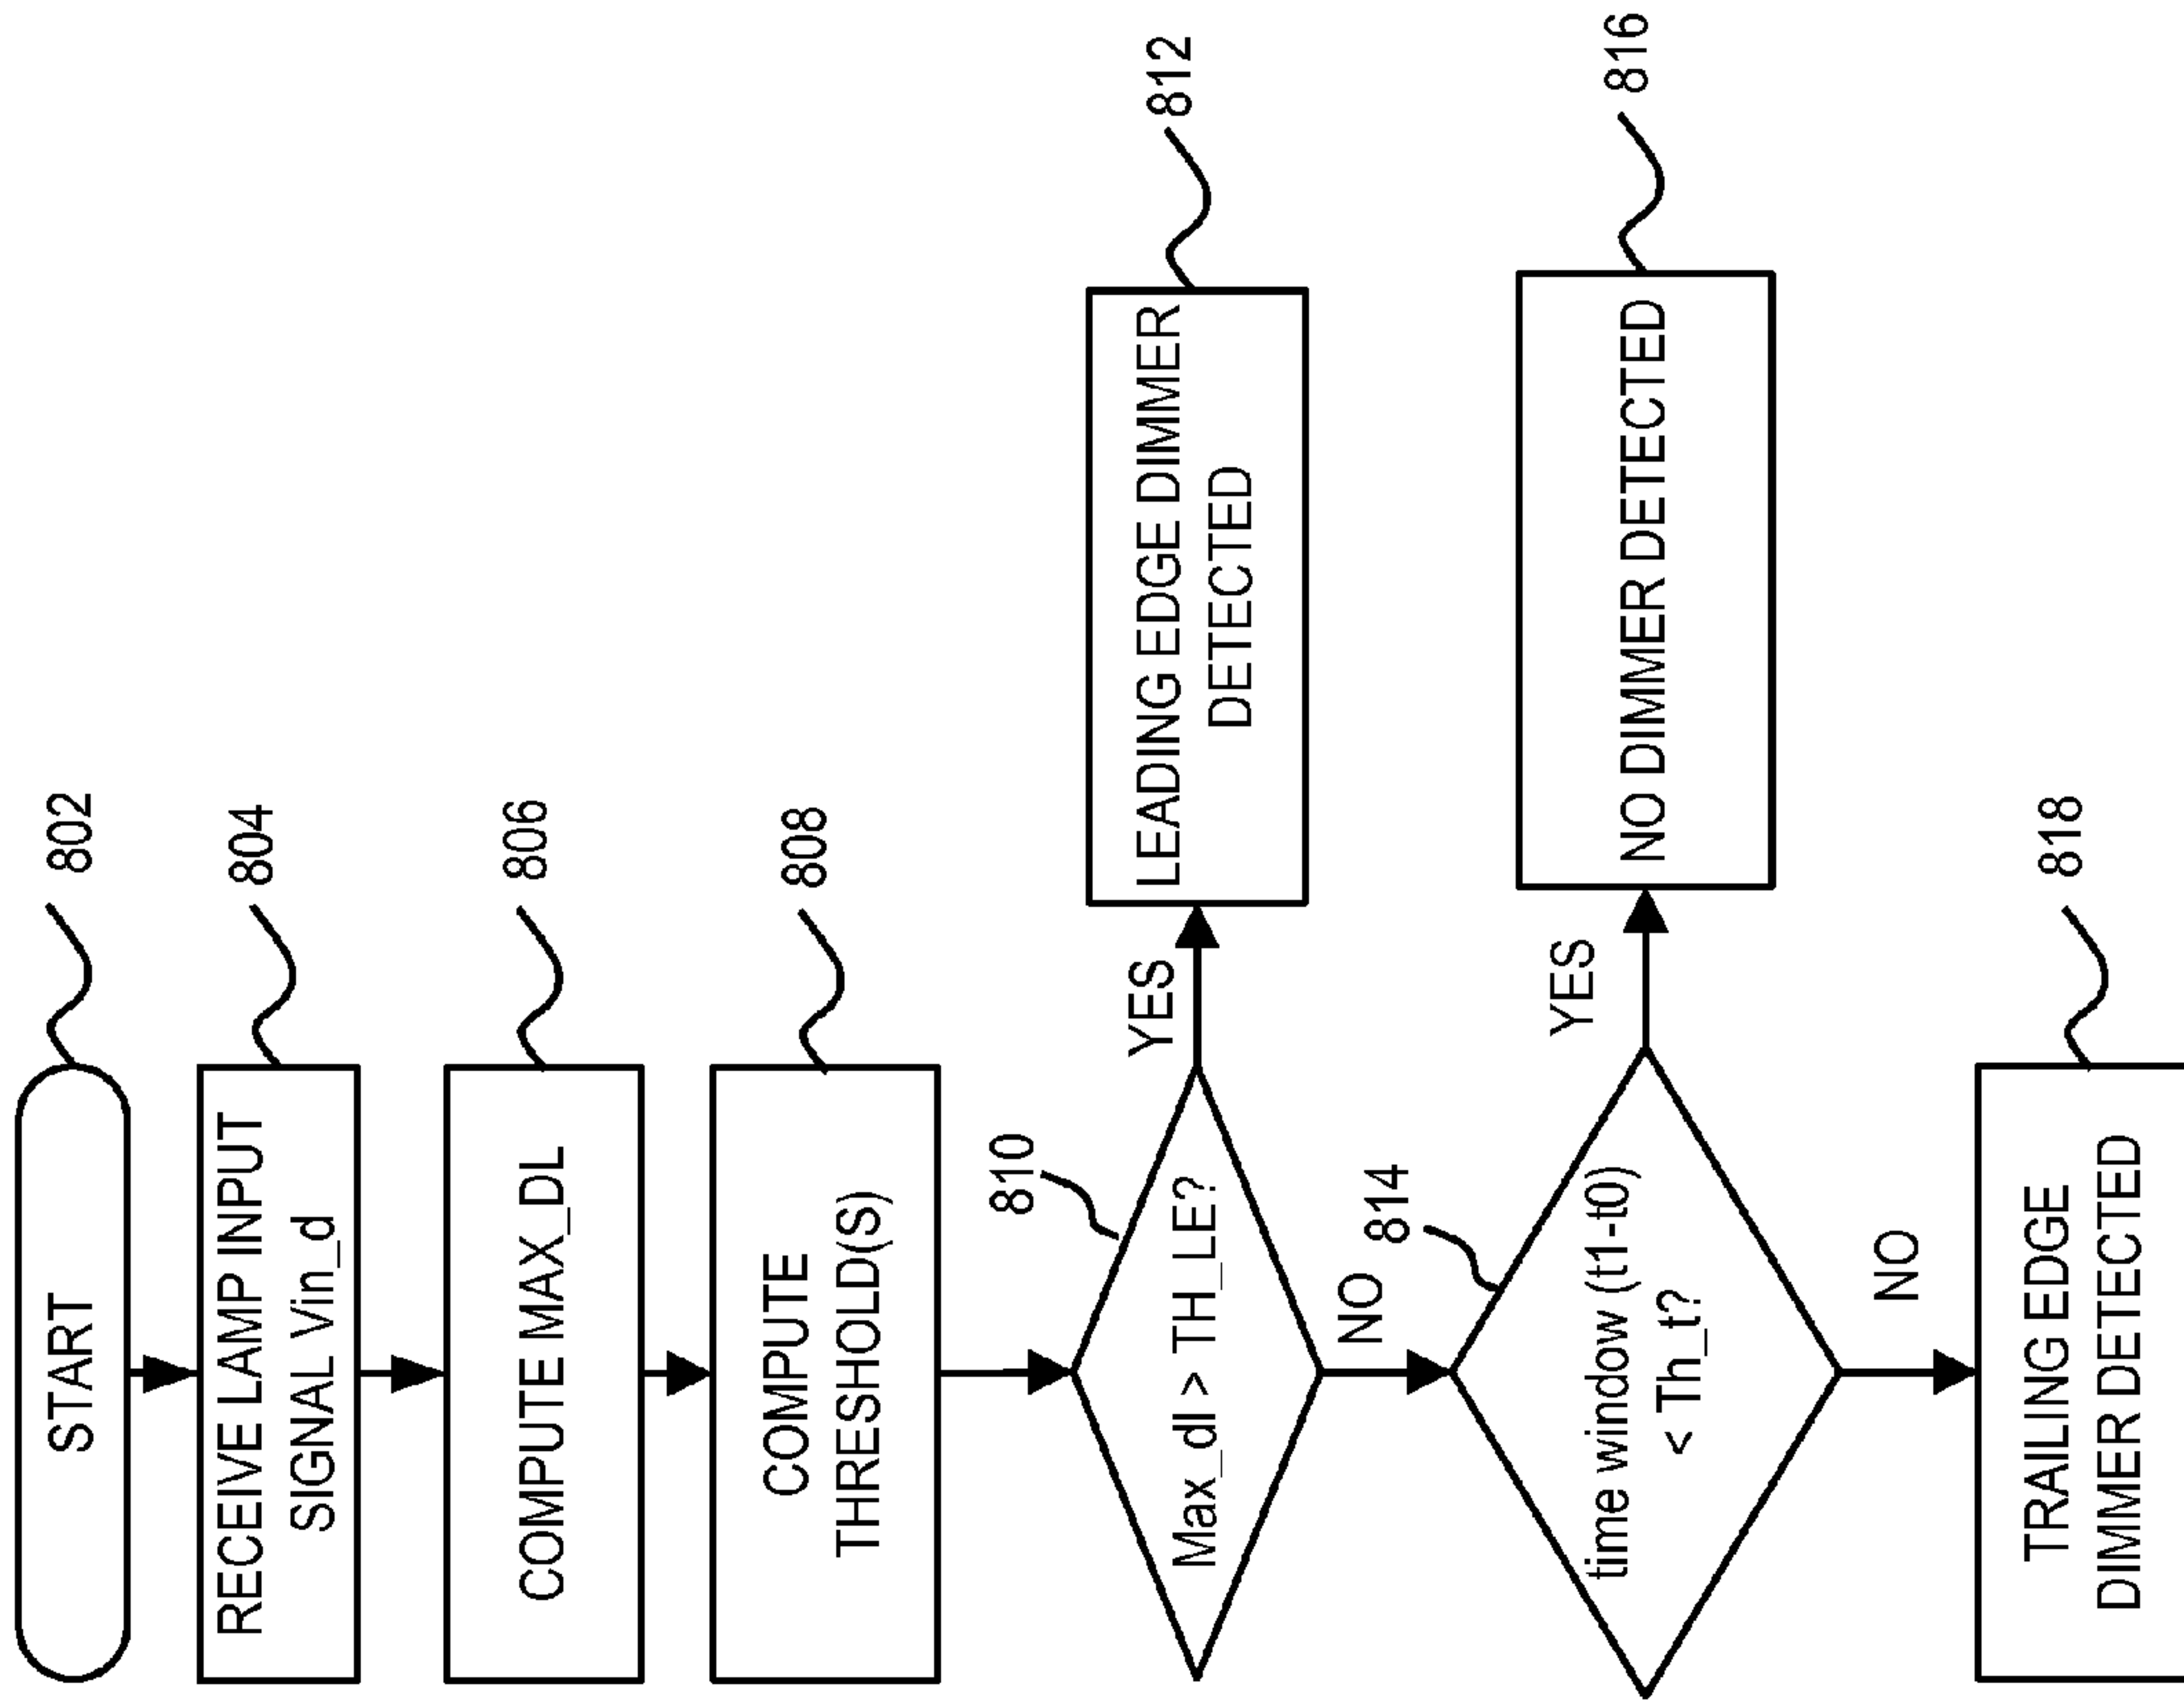 START
802
RECEIVE LAMP INPUT
SIGNAL Vin_d
804
COMPUTE MAX_DL
806
COMPUTE
THRESHOLD(S)
808
810
Max_dl > TH_LE?
YES
LEADING EDGE DIMMER
DETECTED
812
NO
814
time window (t1-t0)
< Th_t?
YES
NO DIMMER DETECTED
816
NO
TRAILING EDGE
DIMMER DETECTED
818